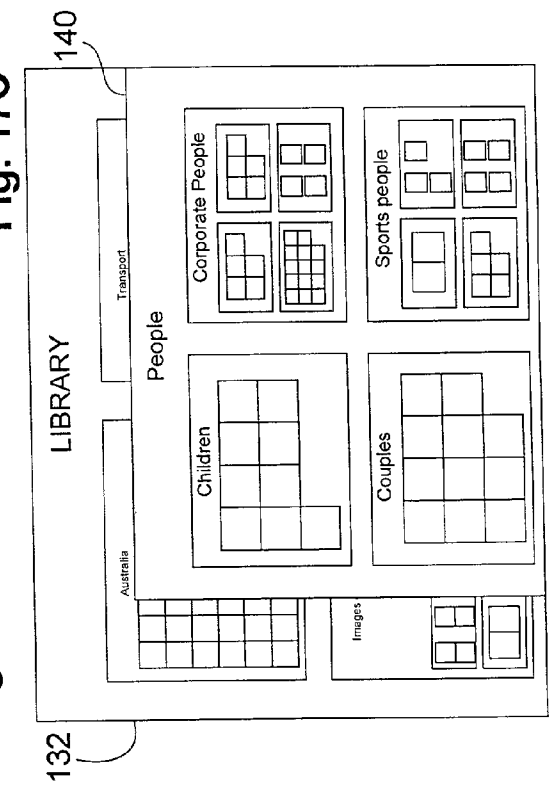 140
132
LIBRARY
Australia
Transport
People
Children
Corporate People
Couples
Sports people
Images